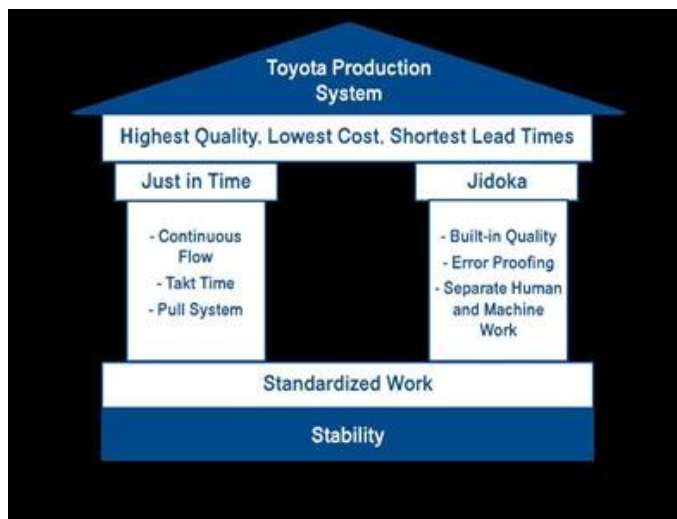 Toyota Production
System
Highest Quality, Lowest Cost, Shortest Lead Times
Just in Time
- Continuous
Flow
- Takt Time
- Pull System
Jidoka
- Built-in Quality
- Error Proofing
- Separate Human
and Machine
Work
Standardized Work
Stability